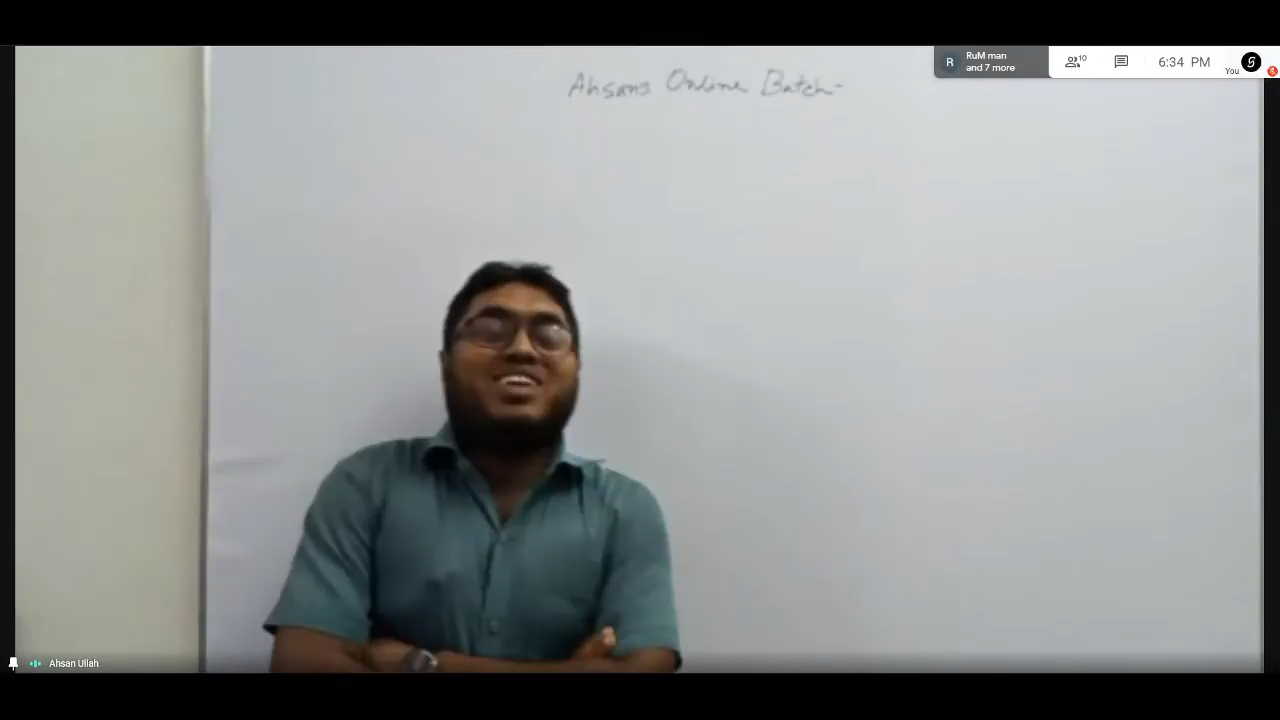 RuM man
and 7 more
R
10
6:34 PM
You
Ahsans Online Batch-
Ahsan Ullah